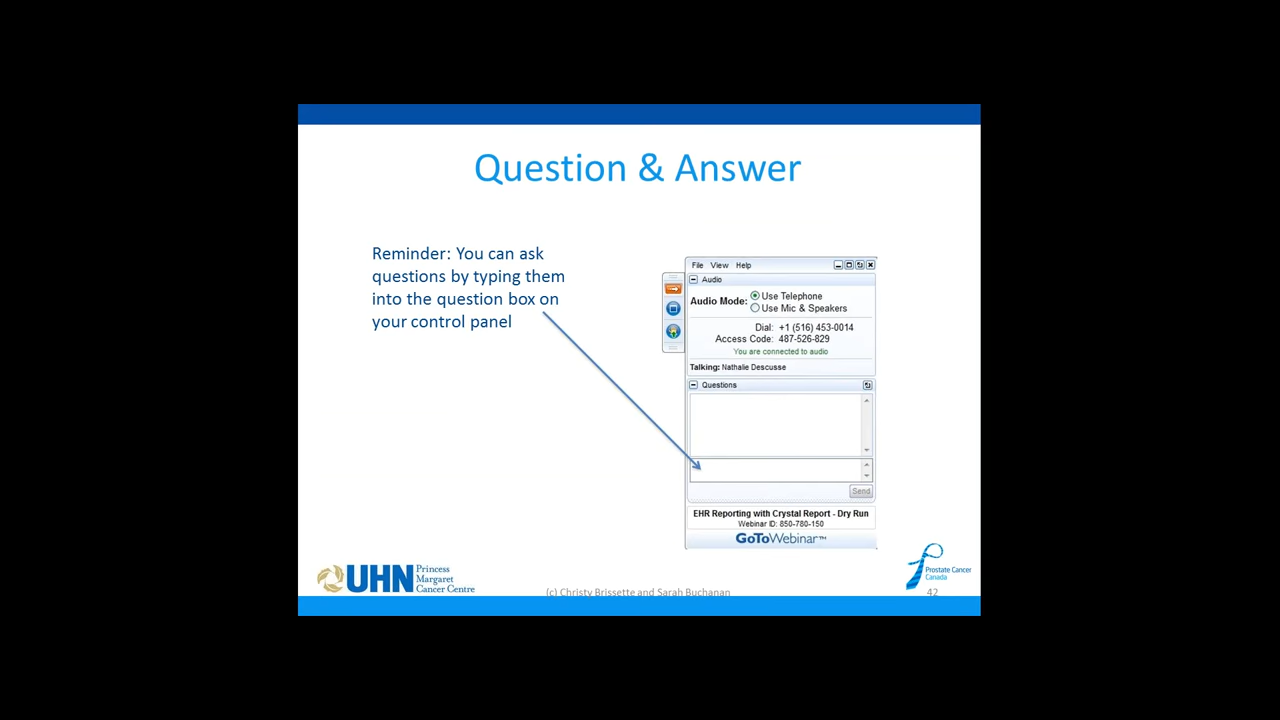 Question & Answer
Reminder: You can ask
questions by typing them
into the question box on
your control panel
File View Help
Audio
Audio Mode: Use Telephone
Use Mic & Speakers
Dial: +1 (516) 453-0014
Access Code: 487-526-829
You are connected to audio
Talking: Nathalie Descusse
Questions
Send
EHR Reporting with Crystal Report - Dry Run
Webinar ID: 850-780-150
GoToWebinar™
UHN
Princess
Margaret
Cancer Centre
(c) Christy Brissette and Sarah Buchanan
Prostate Cancer
Canada
42